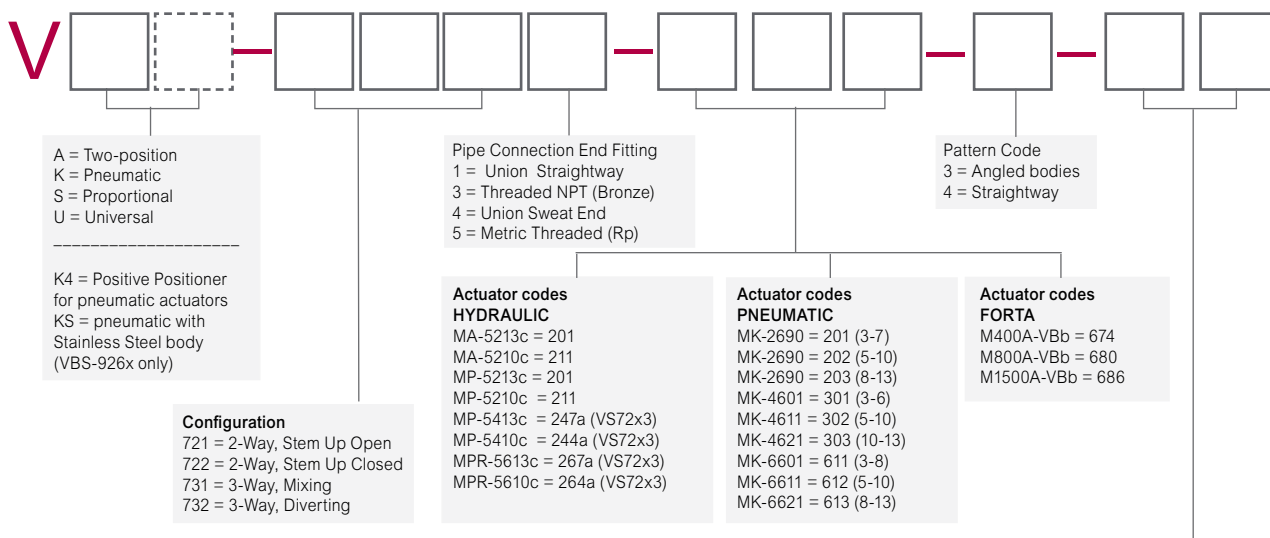 V
A = Two-position
K = Pneumatic
S = Proportional
U = Universal
_____________________
K4 = Positive Positioner
for pneumatic actuators
KS = pneumatic with
Stainless Steel body
(VBS-926x only)
Configuration
721 = 2-Way, Stem Up Open
722 = 2-Way, Stem Up Closed
731 = 3-Way, Mixing
732 = 3-Way, Diverting
Pipe Connection End Fitting
1 = Union Straightway
3 = Threaded NPT (Bronze)
4 = Union Sweat End
5 = Metric Threaded (Rp)
Actuator codes
HYDRAULIC
MA-5213c = 201
MA-5210c = 211
MP-5213c = 201
MP-5210c = 211
MP-5413c = 247a (VS72x3)
MP-5410c = 244a (VS72x3)
MPR-5613c = 267a (VS72x3)
MPR-5610c = 264a (VS72x3)
Actuator codes
PNEUMATIC
MK-2690 = 201 (3-7)
MK-2690 = 202 (5-10)
MK-2690 = 203 (8-13)
MK-4601 = 301 (3-6)
MK-4611 = 302 (5-10)
MK-4621 = 303 (10-13)
MK-6601 = 611 (3-8)
MK-6611 = 612 (5-10)
MK-6621 = 613 (8-13)
Pattern Code
3 = Angled bodies
4 = Straightway
Actuator codes
FORTA
M400A-VBb = 674
M800A-VBb = 680
M1500A-VBb = 686